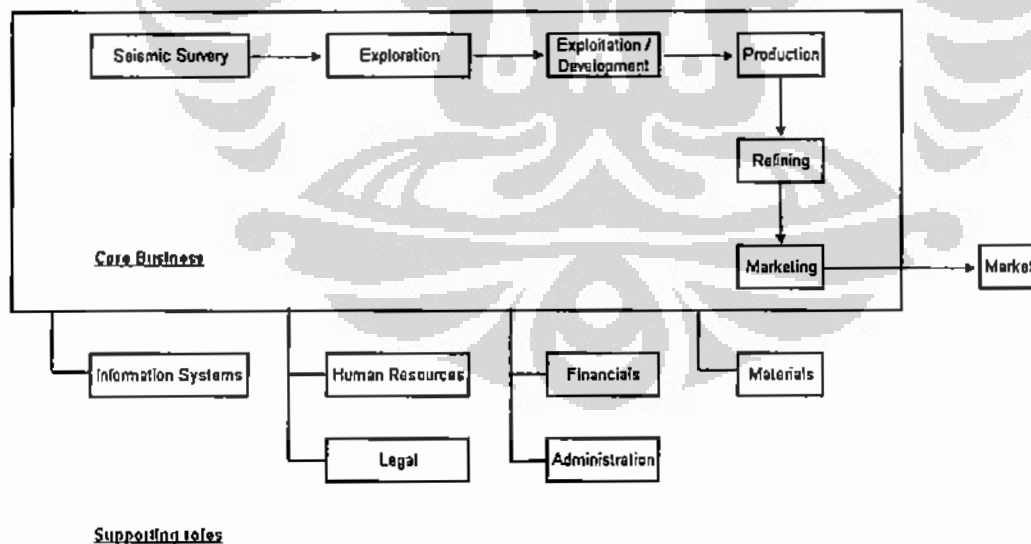 Seismic Survery
Exploration
Exploitation /
Development
Production
Refining
Core Business
Marketing
Market
Information Systems
Human Resources
Financials
Materials
Legal
Administration
Supporting roles